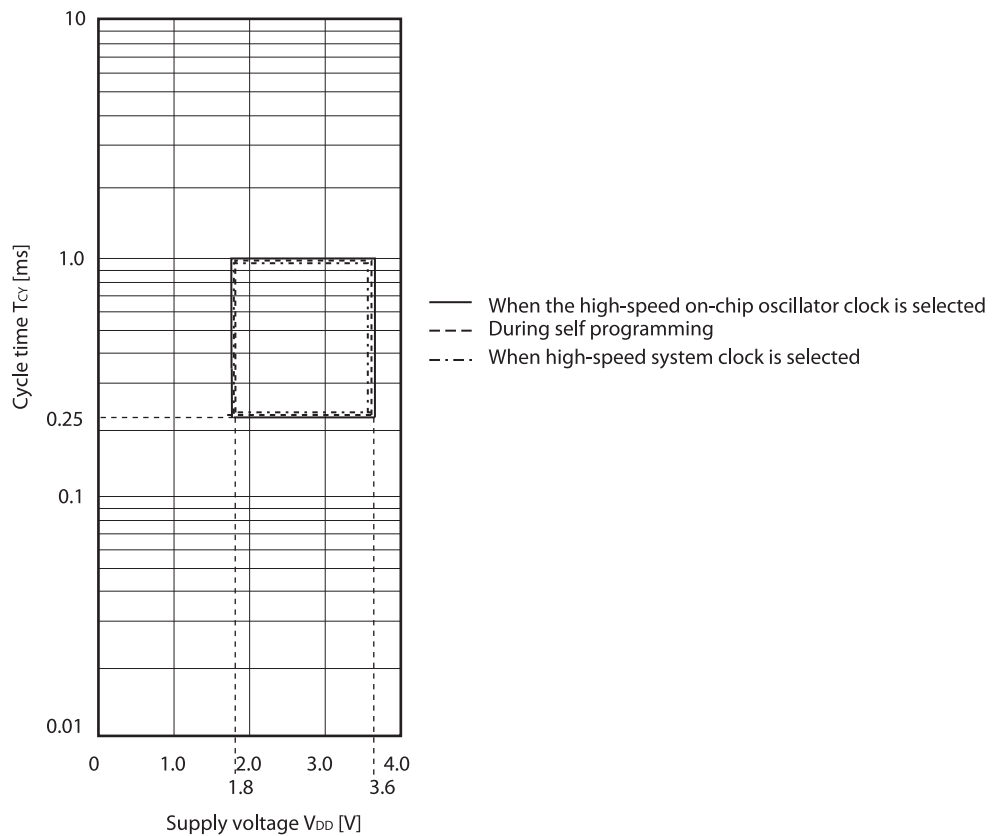 10
1.0
0.25
0.1
0.01
Cycle time TCY [ms]
0 1.0 2.0 3.0 4.0
1.8 3.6
Supply voltage VDD [V]
When the high-speed on-chip oscillator clock is selected
During self programming
When high-speed system clock is selected